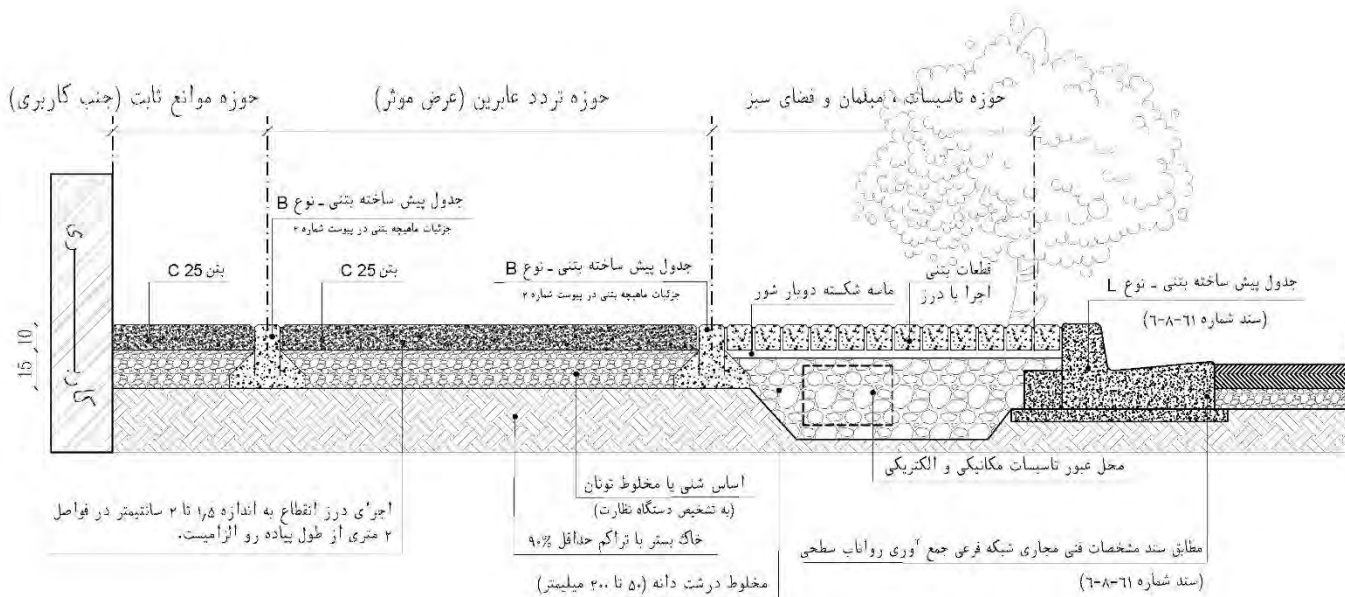 حوزه تاسیسات ، مبلمان و فضای سبز
حوزه تردد عابرین (عرض موثر)
حوزه موانع ثابت (جنب کاربری)
جدول پیش ساخته بتنی - نوع B
جزئیات ماهیچه بتنی در پیوست شماره ۲
جدول پیش ساخته بتنی - نوع B
جزئیات ماهیچه بتنی در پیوست شماره ۲
قطعات بتنی
اجرا با درز
جدول پیش ساخته بتنی - نوع L
(سند شماره ۶۱-۸-۶)
ماسه شکسته دوبار شور
بتن C 25
بتن C 25
10
15
کاربری
محل عبور تاسیسات مکانیکی و الکتریکی
اساس شنی یا مخلوط تونان
(به تشخیص دستگاه نظارت)
اجرای درز انقطاع به اندازه ۱٫۵ تا ۲ سانتیمتر در فواصل
۲ متری از طول پیاده رو الزامیست.
خاک بستر با تراکم حداقل ۹۰%
مطابق سند مشخصات فنی مجاری شبکه فرعی جمع آوری رواناب سطحی
(سند شماره ۶۱-۸-۶)
مخلوط درشت دانه (۵۰ تا ۲۰۰ میلیمتر)